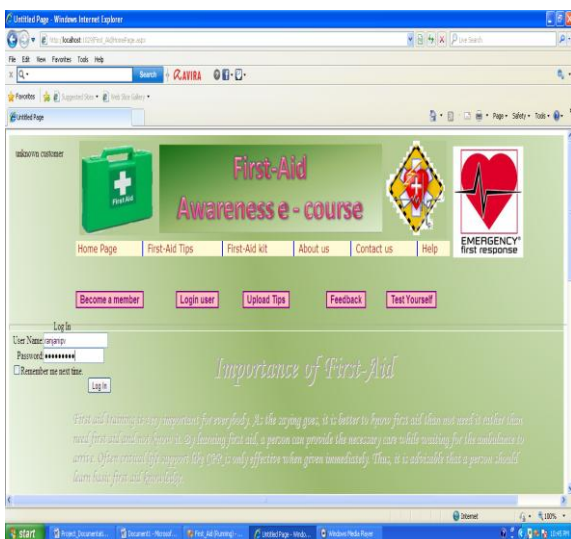 Untitled Page - Windows Internet Explorer
File Edit View Favorites Tools Help
Search AVIRA
Favorites Suggested Sites Web Slice Gallery
Untitled Page Page Safety Tools
unknown customer
First Aid
First-Aid
Awareness e - course
EMERGENCY
first response
Home Page First-Aid Tips First-Aid kit About us Contact us Help
Become a member Login user Upload Tips Feedback Test Yourself
Log In
User Name: ranjanipv
Password:
Remember me next time.
Log In
Importance of First-Aid
First aid training is very important for everybody. As the saying goes, it is better to know first aid than not need it rather than
need first aid and not know it. By learning first aid, a person can provide the necessary care while waiting for the ambulance to
arrive. Often critical life support like CPR is only effective when given immediately. Thus, it is advisable that a person should
learn basic first aid knowledge.
Internet 100%
start Project_Documentati... Document1 - Microsof... First_Aid (Running) - ... Untitled Page - Windo... Windows Media Player 12:45 PM